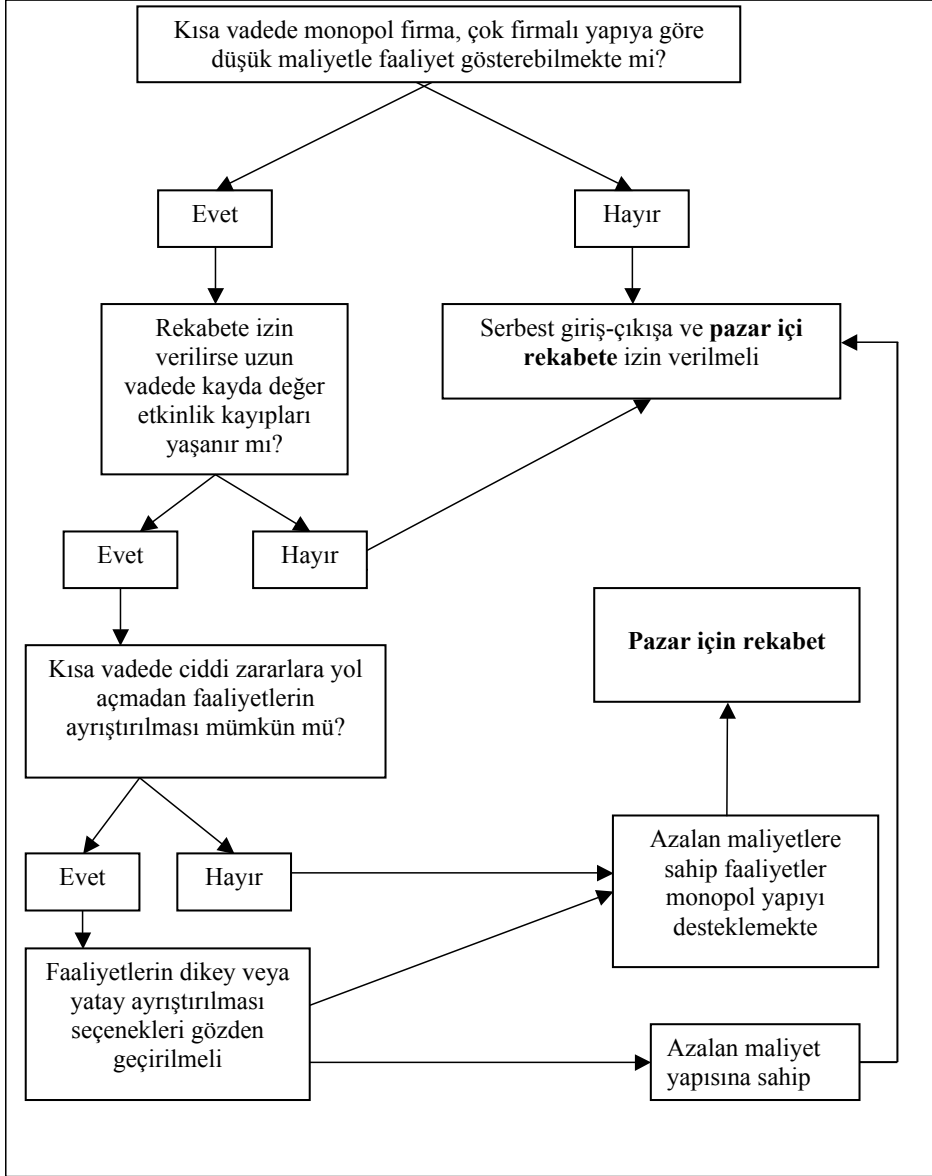 Kısa vadede monopol firma, çok firmalı yapıya göre
düşük maliyetle faaliyet gösterebilmekte mi?
Evet
Hayır
Rekabete izin
verilirse uzun
vadede kayda değer
etkinlik kayıpları
yaşanır mı?
Serbest giriş-çıkışa ve pazar içi
rekabete izin verilmeli
Evet
Hayır
Kısa vadede ciddi zararlara yol
açmadan faaliyetlerin
ayrıştırılması mümkün mü?
Pazar için rekabet
Evet
Hayır
Azalan maliyetlere
sahip faaliyetler
monopol yapıyı
desteklemekte
Faaliyetlerin dikey veya
yatay ayrıştırılması
seçenekleri gözden
geçirilmeli
Azalan maliyet
yapısına sahip